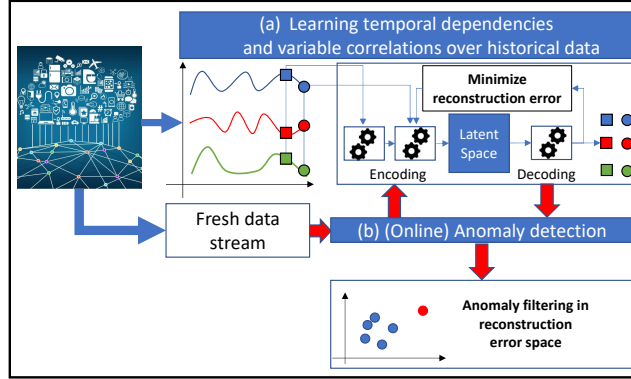 (a) Learning temporal dependencies
and variable correlations over historical data
Minimize
reconstruction error
Latent
Space
Encoding
Decoding
Fresh data
stream
(b) (Online) Anomaly detection
Anomaly filtering in
reconstruction
error space